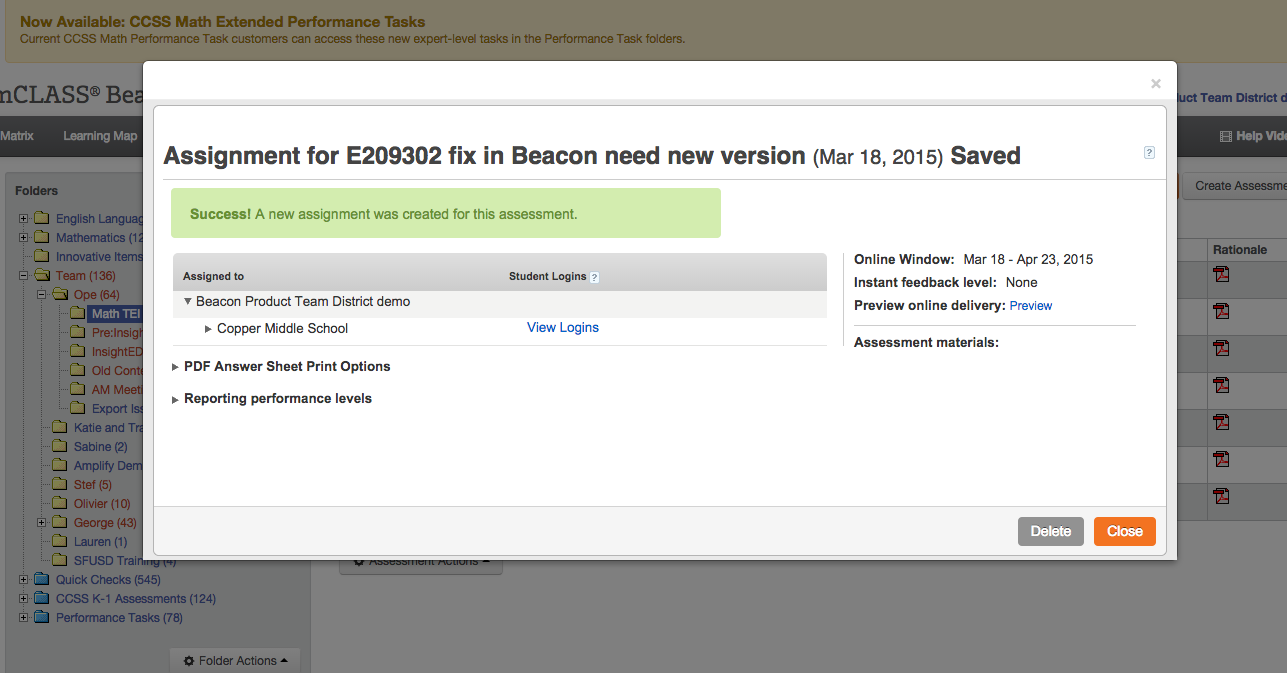 Now Available: CCSS Math Extended Performance Tasks
Current CCSS Math Performance Task customers can access these new expert-level tasks in the Performance Task folders.
mCLASS® Bea
uct Team District d
Matrix
Learning Map
Help Vide
Create Assessme
Folders
English Languag
Mathematics (12
Innovative Items
Team (136)
Ope (64)
Math TEI
Pre:Insigh
InsightED
Old Conte
AM Meeti
Export Iss
Katie and Tra
Sabine (2)
Amplify Dem
Stef (5)
Olivier (10)
George (43)
Lauren (1)
SFUSD Training (4)
Quick Checks (545)
CCSS K-1 Assessments (124)
Performance Tasks (78)
Folder Actions
×
Assignment for E209302 fix in Beacon need new version (Mar 18, 2015) Saved
?
Success! A new assignment was created for this assessment.
Assigned to Student Logins ?
Beacon Product Team District demo
Copper Middle School View Logins
PDF Answer Sheet Print Options
Reporting performance levels
Online Window: Mar 18 - Apr 23, 2015
Instant feedback level: None
Preview online delivery: Preview
Assessment materials:
Delete Close
Rationale
Assessment Actions